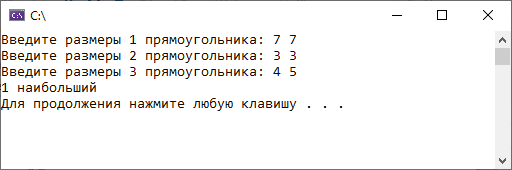 C:\
Введите размеры 1 прямоугольника: 7 7
Введите размеры 2 прямоугольника: 3 3
Введите размеры 3 прямоугольника: 4 5
1 наибольший
Для продолжения нажмите любую клавишу . . .